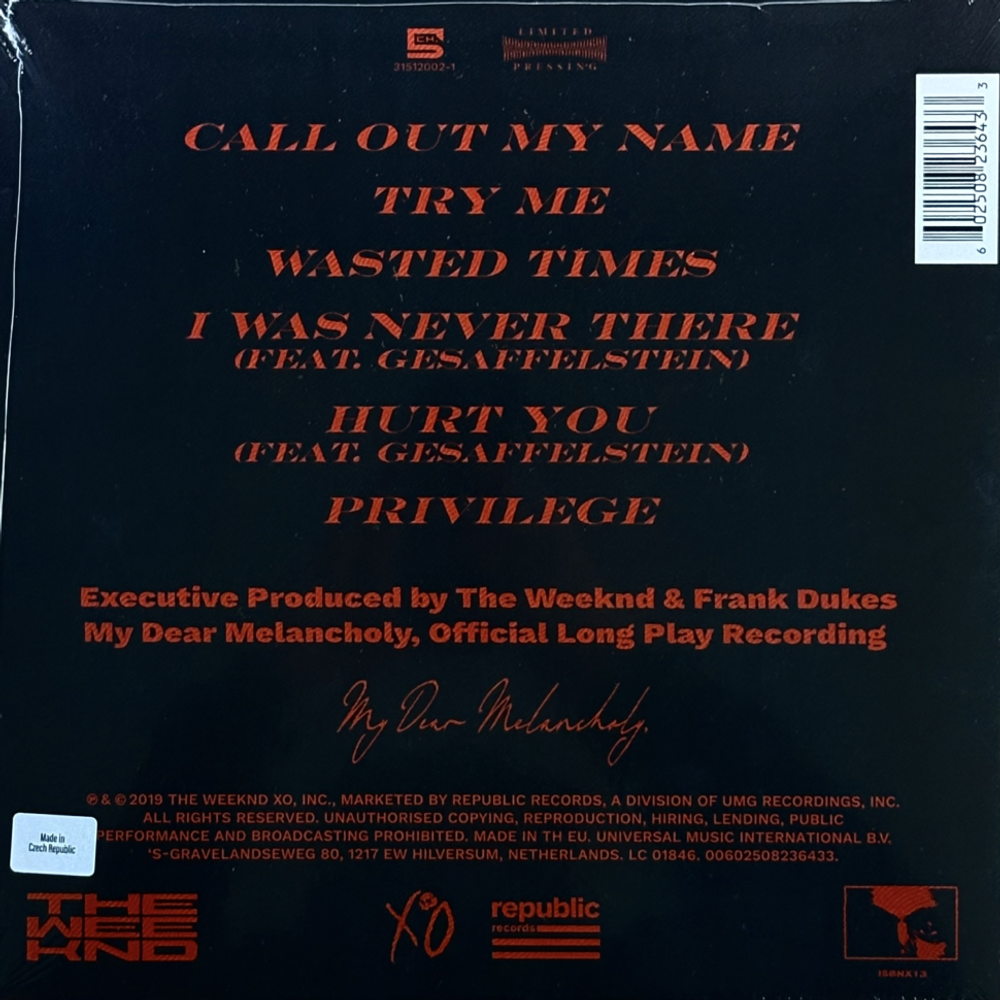 31512002-1
LIMITED
PRESSING
CALL OUT MY NAME
TRY ME
WASTED TIMES
I WAS NEVER THERE
(FEAT. GESAFFELSTEIN)
HURT YOU
(FEAT. GESAFFELSTEIN)
PRIVILEGE
6 02508 23643 3
Executive Produced by The Weeknd & Frank Dukes
My Dear Melancholy, Official Long Play Recording
My Dear Melancholy,
℗ & © 2019 THE WEEKND XO, INC., MARKETED BY REPUBLIC RECORDS, A DIVISION OF UMG RECORDINGS, INC.
ALL RIGHTS RESERVED. UNAUTHORISED COPYING, REPRODUCTION, HIRING, LENDING, PUBLIC
PERFORMANCE AND BROADCASTING PROHIBITED. MADE IN TH EU. UNIVERSAL MUSIC INTERNATIONAL B.V.
'S-GRAVELANDSEWEG 80, 1217 EW HILVERSUM, NETHERLANDS. LC 01846. 00602508236433.
Made in
Czech Republic
THE
WEE
KND
XO
republic
records
ISBNX13